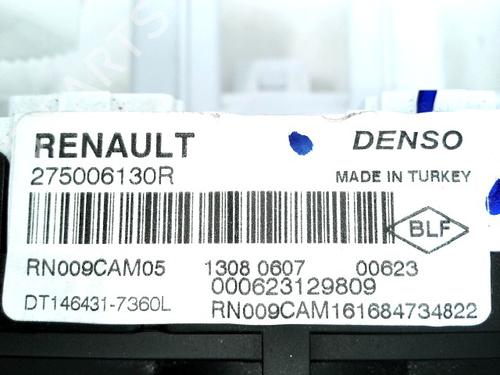 RENAULT
DENSO
275006130R
MADE IN TURKEY
BLF
RN009CAM05 1308 0607 00623
000623129809
DT146431-7360L
RN009CAM161684734822